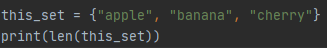 this_set = {"apple", "banana", "cherry"}
print(len(this_set))